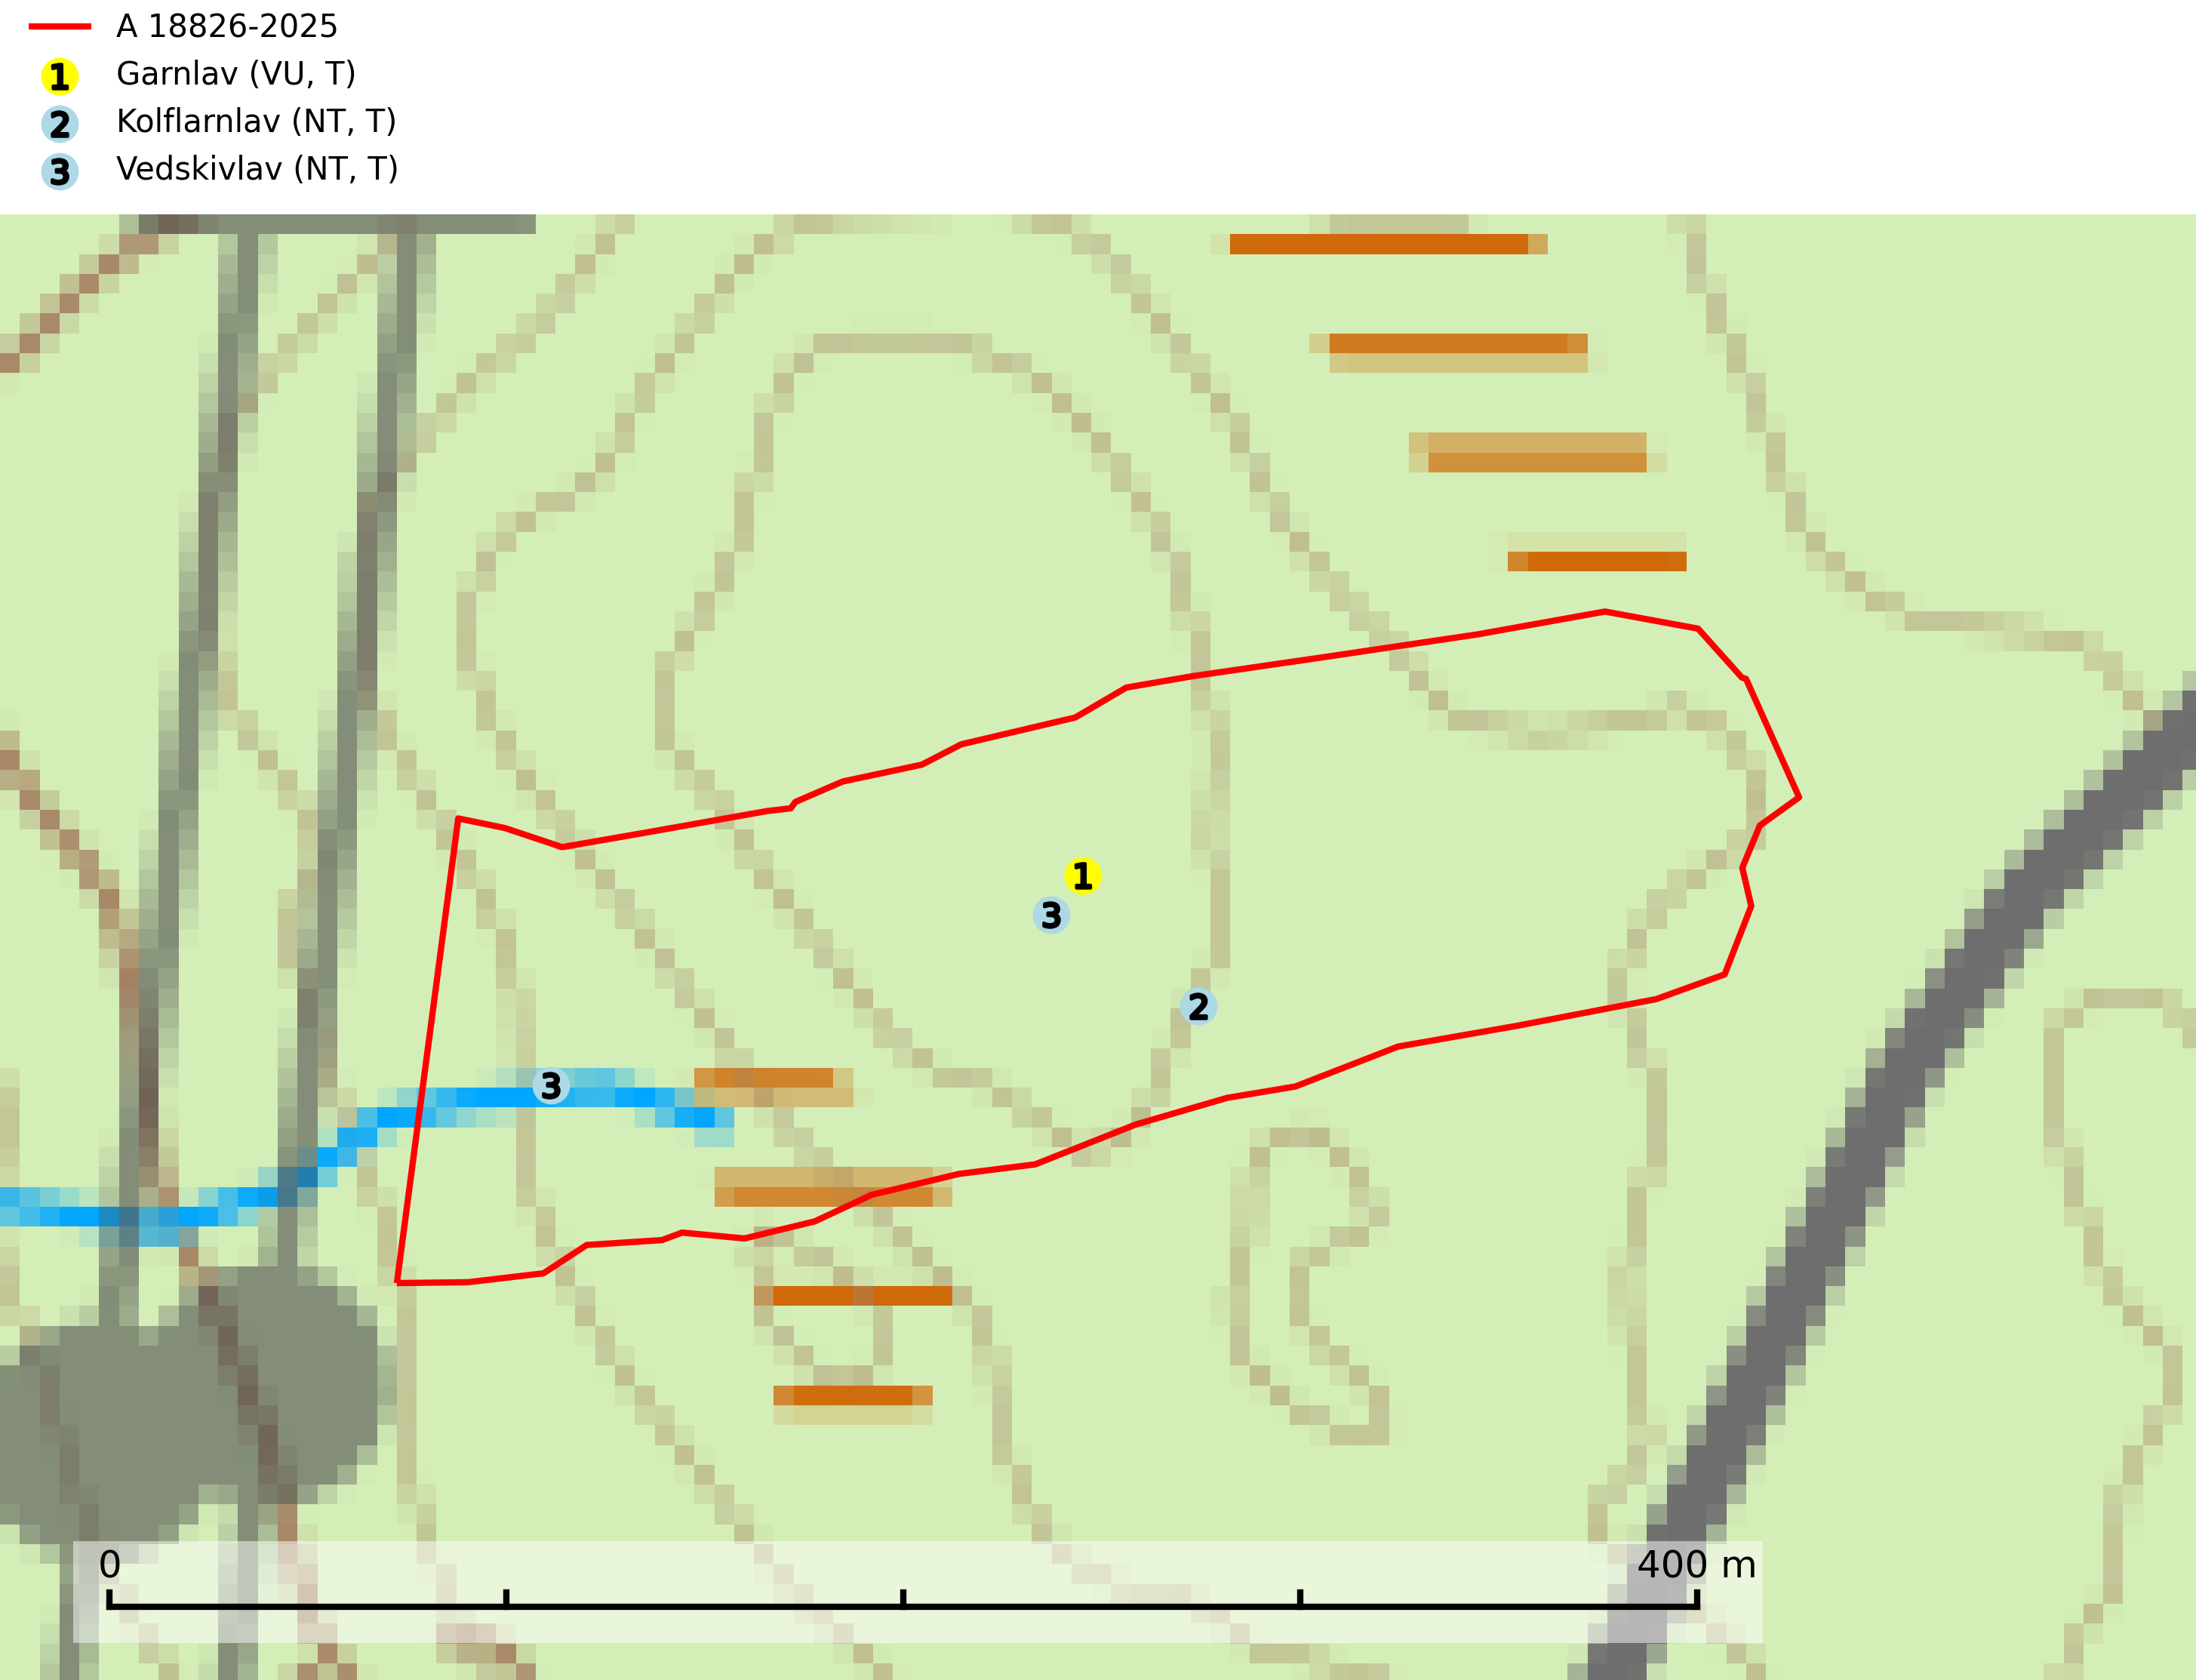 A 18826-2025
1 Garnlav (VU, T)
2 Kolflarnlav (NT, T)
3 Vedskivlav (NT, T)
1
3
2
3
0 400 m